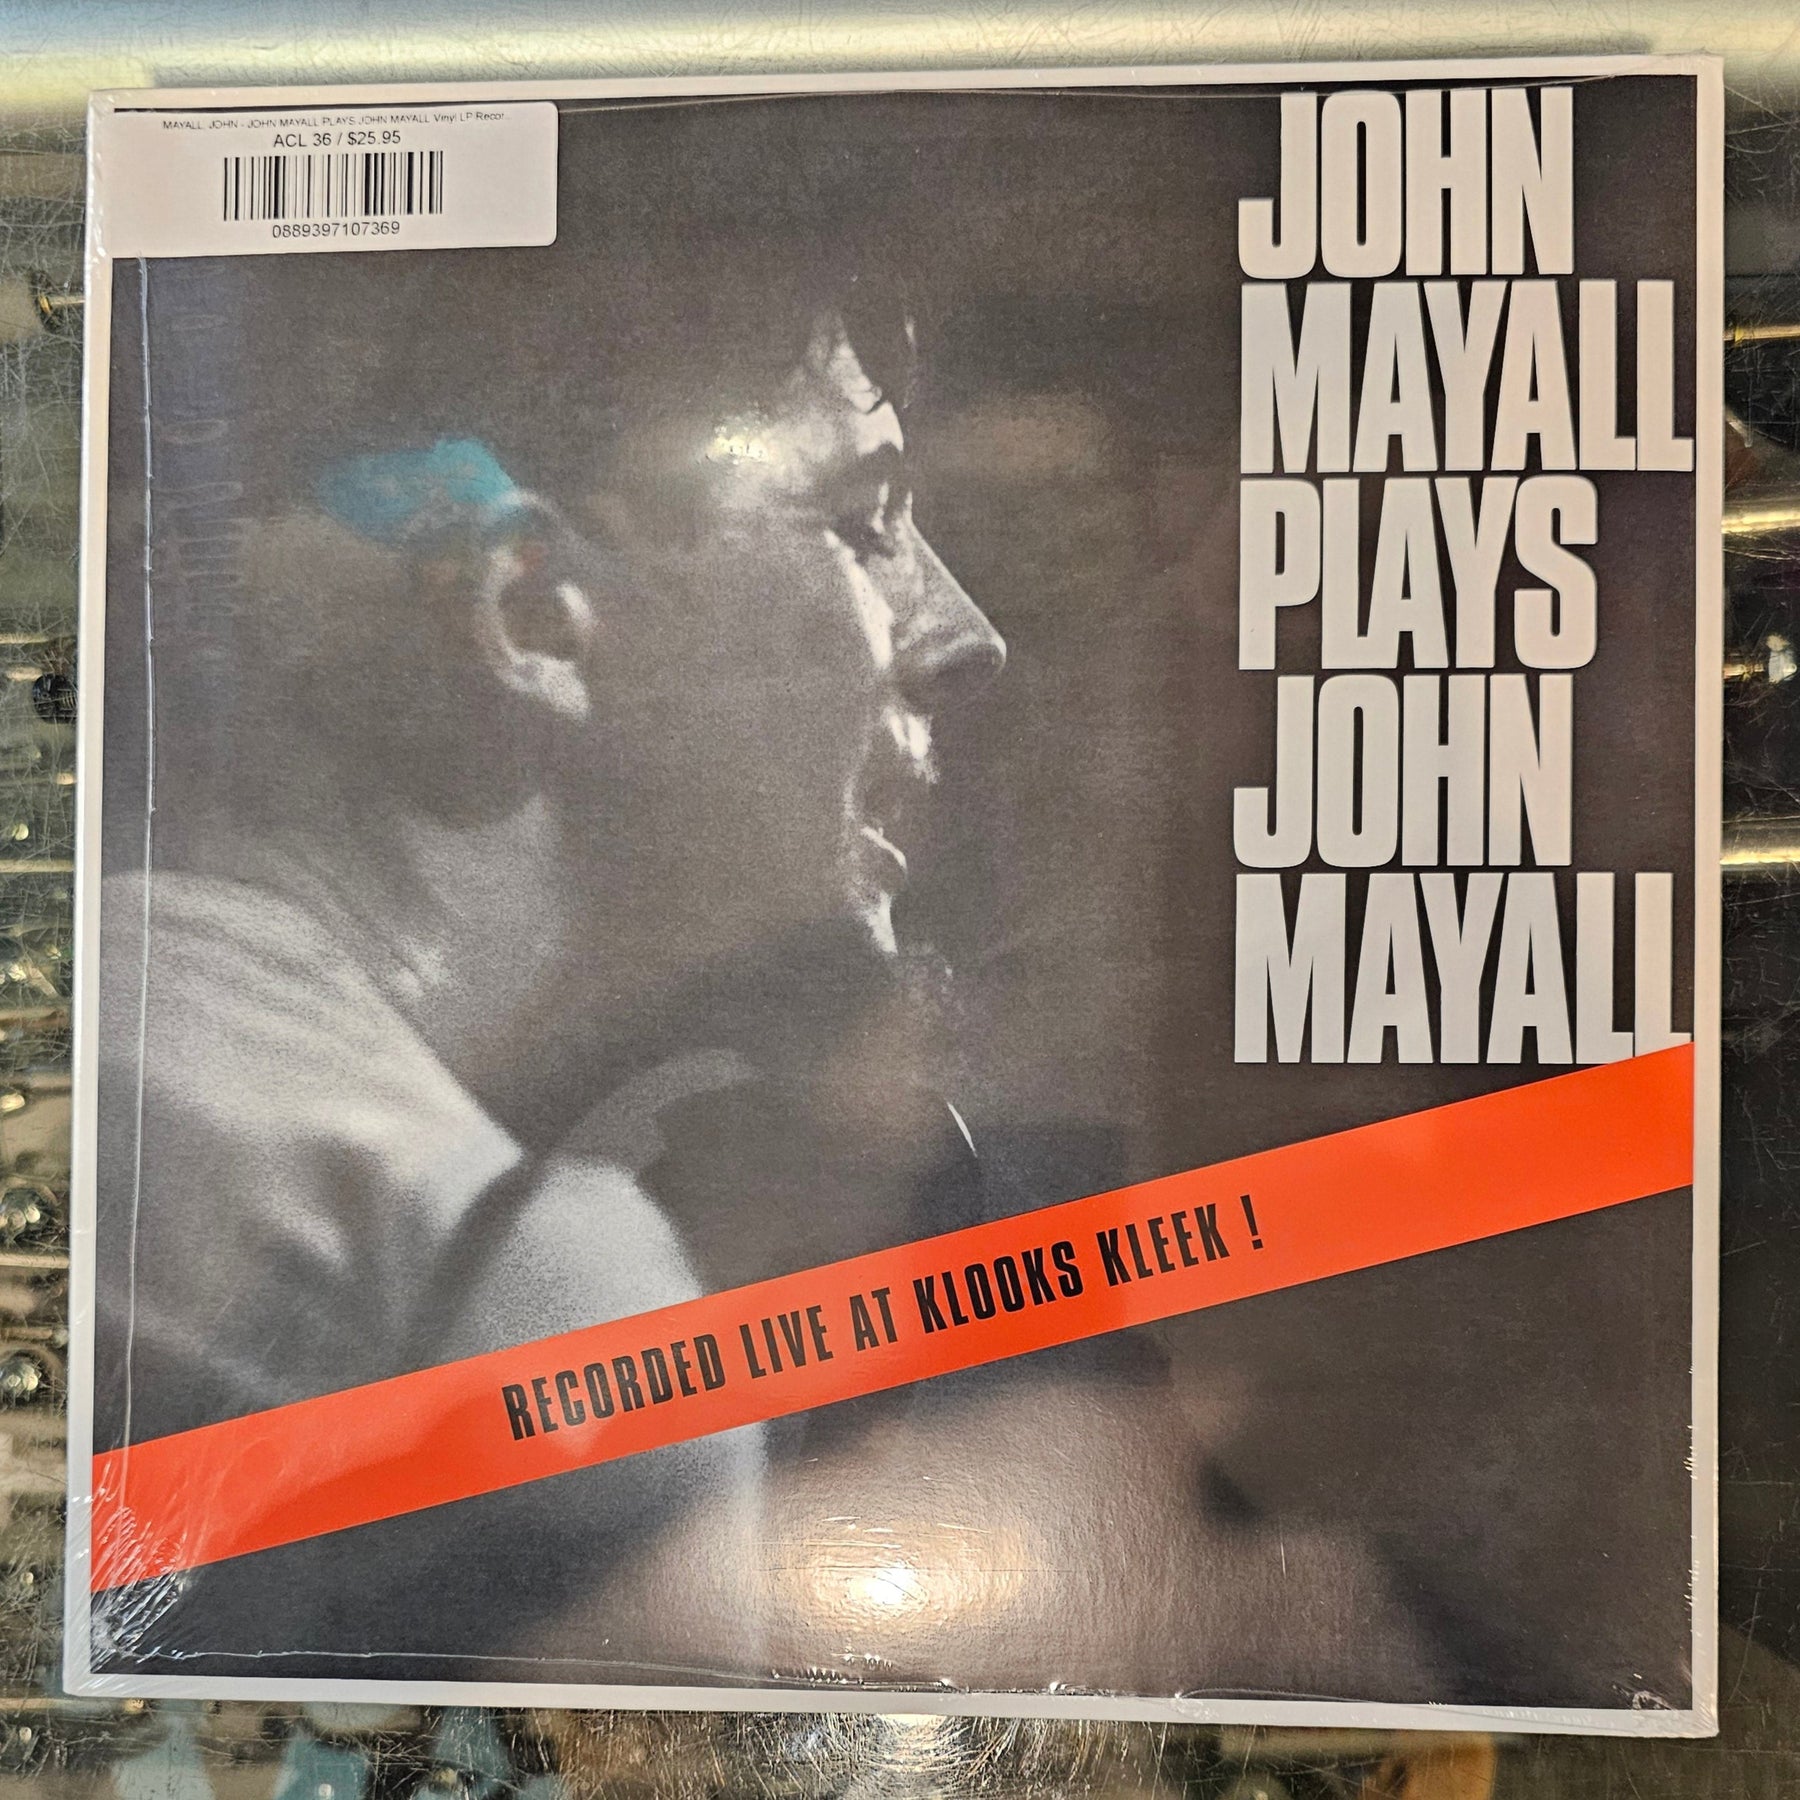 MAYALL, JOHN - JOHN MAYALL PLAYS JOHN MAYALL Vinyl LP Recor...
ACL 36 / $25.95
0889397107369
JOHN
MAYALL
PLAYS
JOHN
MAYALL
RECORDED LIVE AT KLOOKS KLEEK !